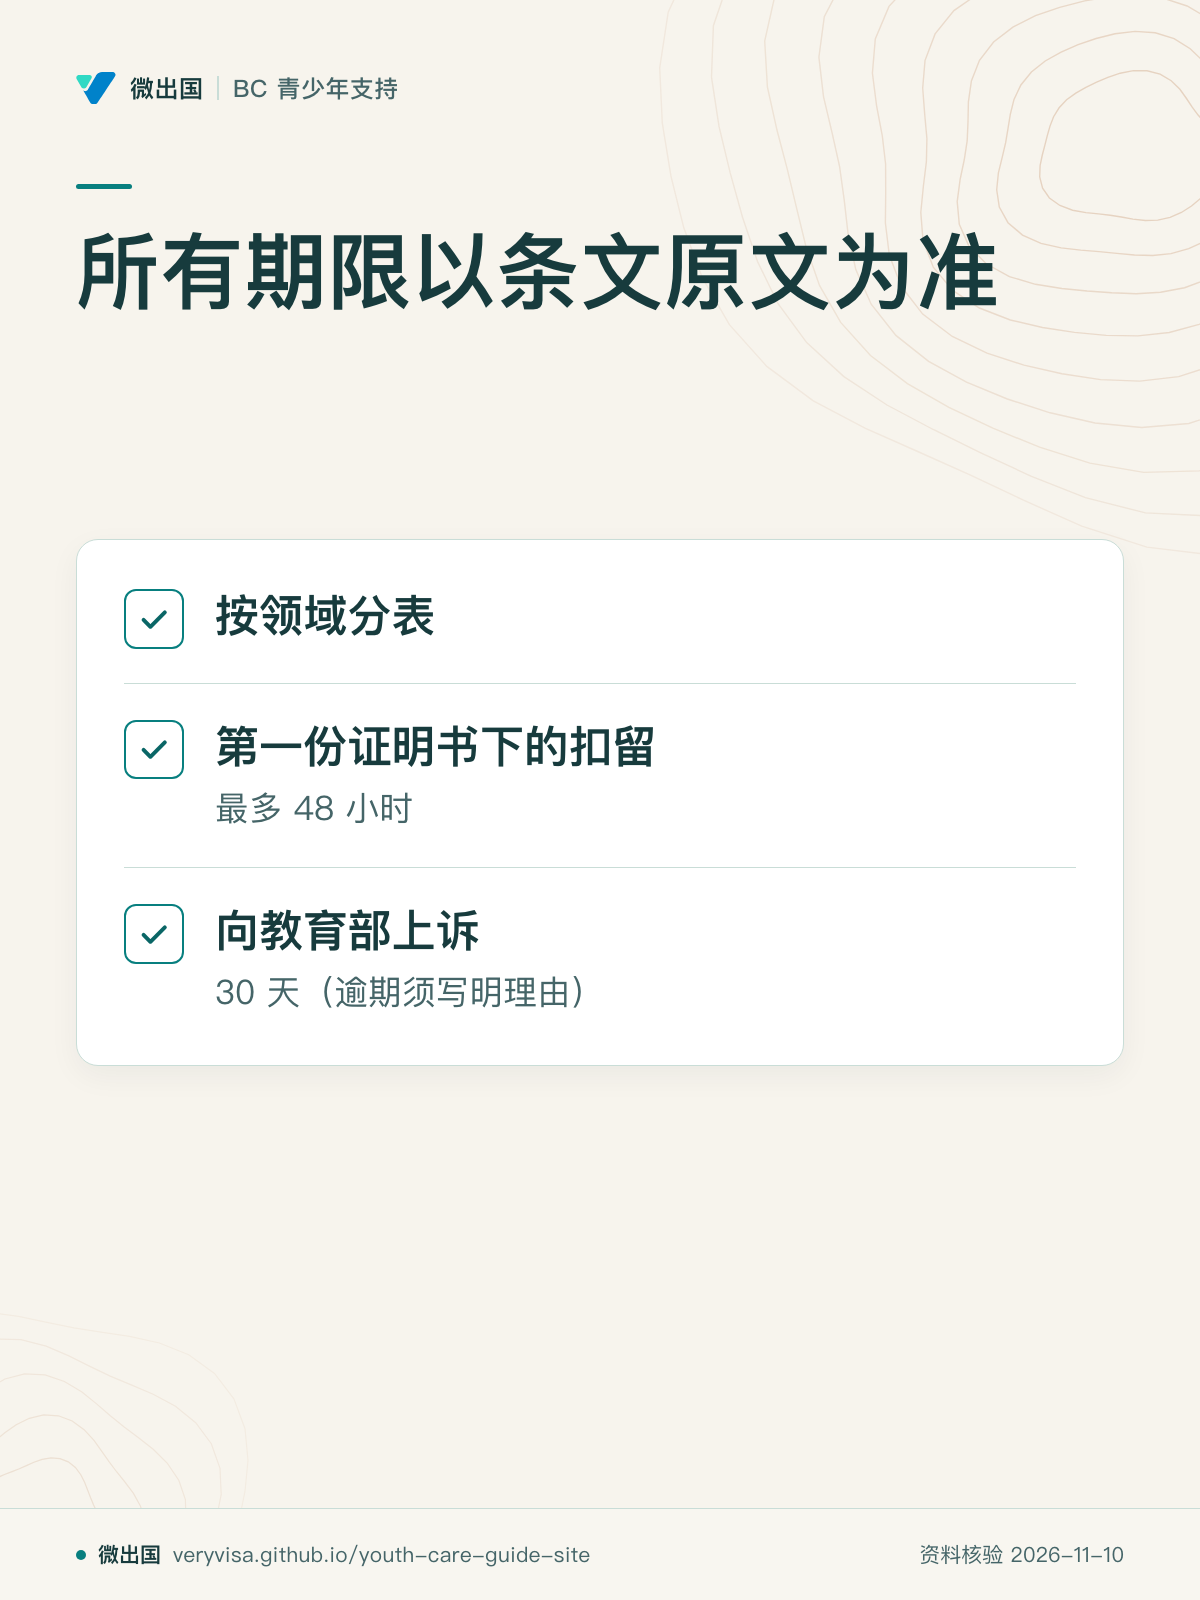 微出国 | BC 青少年支持
所有期限以条文原文为准
按领域分表
第一份证明书下的扣留
最多 48 小时
向教育部上诉
30 天（逾期须写明理由）
微出国 veryvisa.github.io/youth-care-guide-site
资料核验 2026-11-10